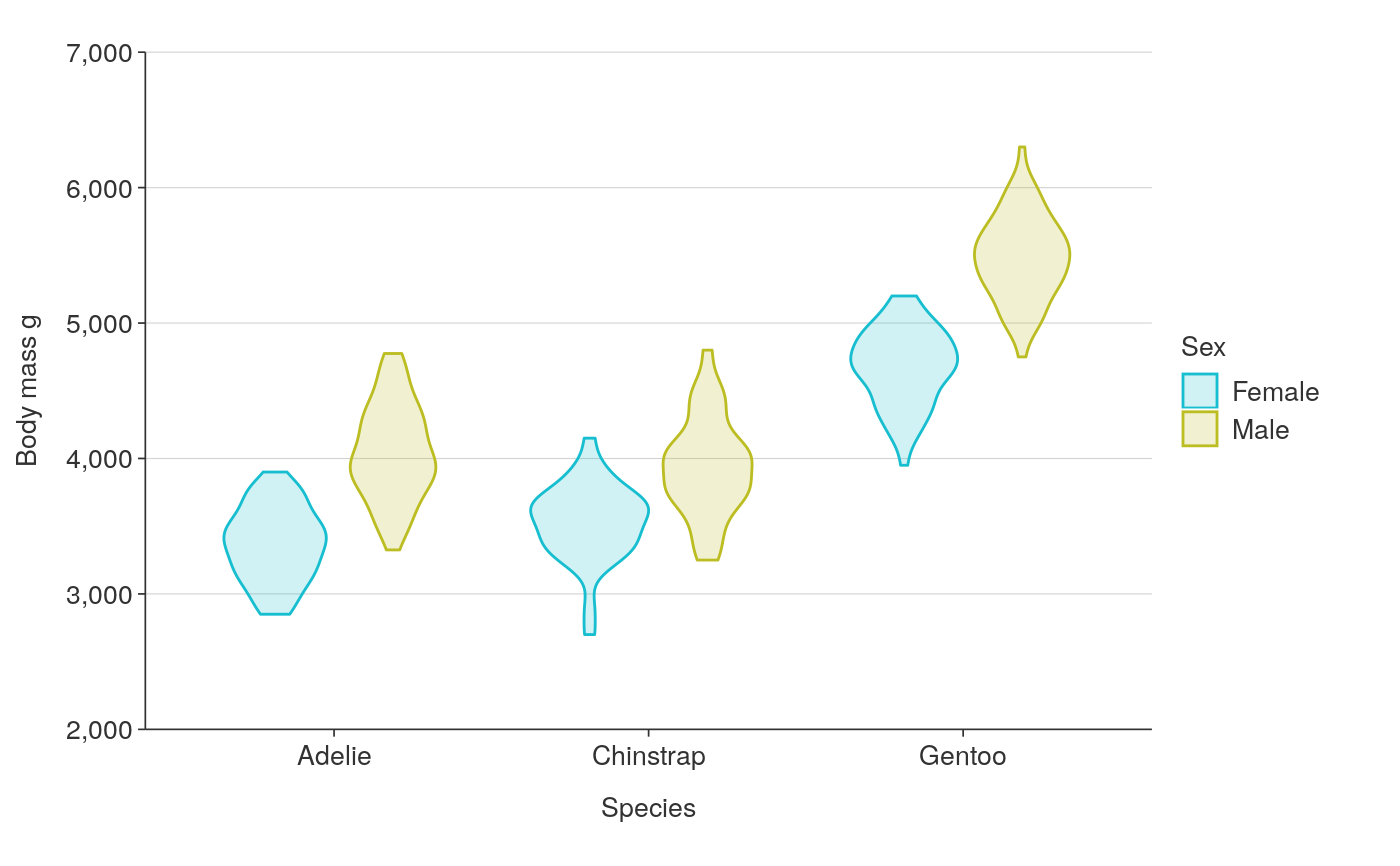 7,000
6,000
5,000
4,000
3,000
2,000
Body mass g
Adelie Chinstrap Gentoo
Species
Sex
Female
Male